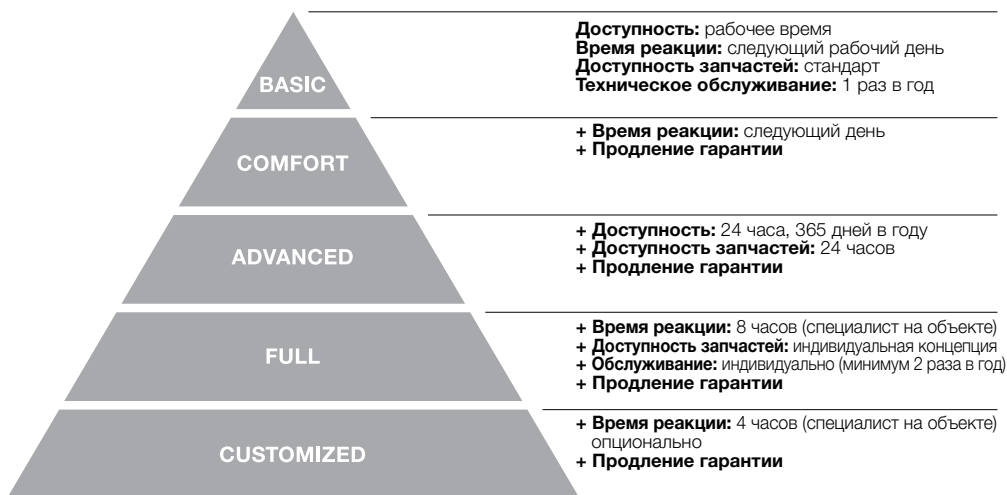 BASIC
Доступность: рабочее время
Время реакции: следующий рабочий день
Доступность запчастей: стандарт
Техническое обслуживание: 1 раз в год
COMFORT
+ Время реакции: следующий день
+ Продление гарантии
ADVANCED
+ Доступность: 24 часа, 365 дней в году
+ Доступность запчастей: 24 часов
+ Продление гарантии
FULL
+ Время реакции: 8 часов (специалист на объекте)
+ Доступность запчастей: индивидуальная концепция
+ Обслуживание: индивидуально (минимум 2 раза в год)
+ Продление гарантии
CUSTOMIZED
+ Время реакции: 4 часов (специалист на объекте)
опционально
+ Продление гарантии